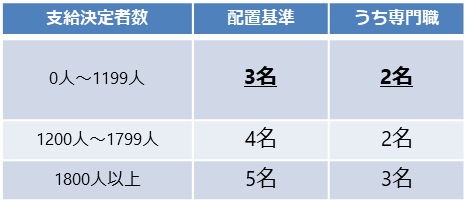 支給決定者数 配置基準 うち専門職
0人～1199人 3名 2名
1200人～1799人 4名 2名
1800人以上 5名 3名